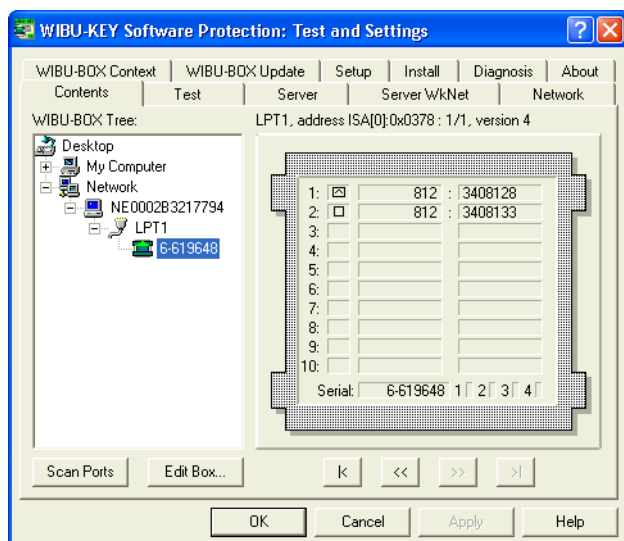 WIBU-KEY Software Protection: Test and Settings
WIBU-BOX Context WIBU-BOX Update Setup Install Diagnosis About
Contents Test Server Server WkNet Network
WIBU-BOX Tree:
LPT1, address ISA[0]:0x0378 : 1/1, version 4
Desktop
My Computer
Network
NE0002B3217794
LPT1
6-619648
1: 812 : 3408128
2: 812 : 3408133
3:
4:
5:
6:
7:
8:
9:
10:
Serial: 6-619648 1 2 3 4
Scan Ports Edit Box... |< << >> >|
OK Cancel Apply Help